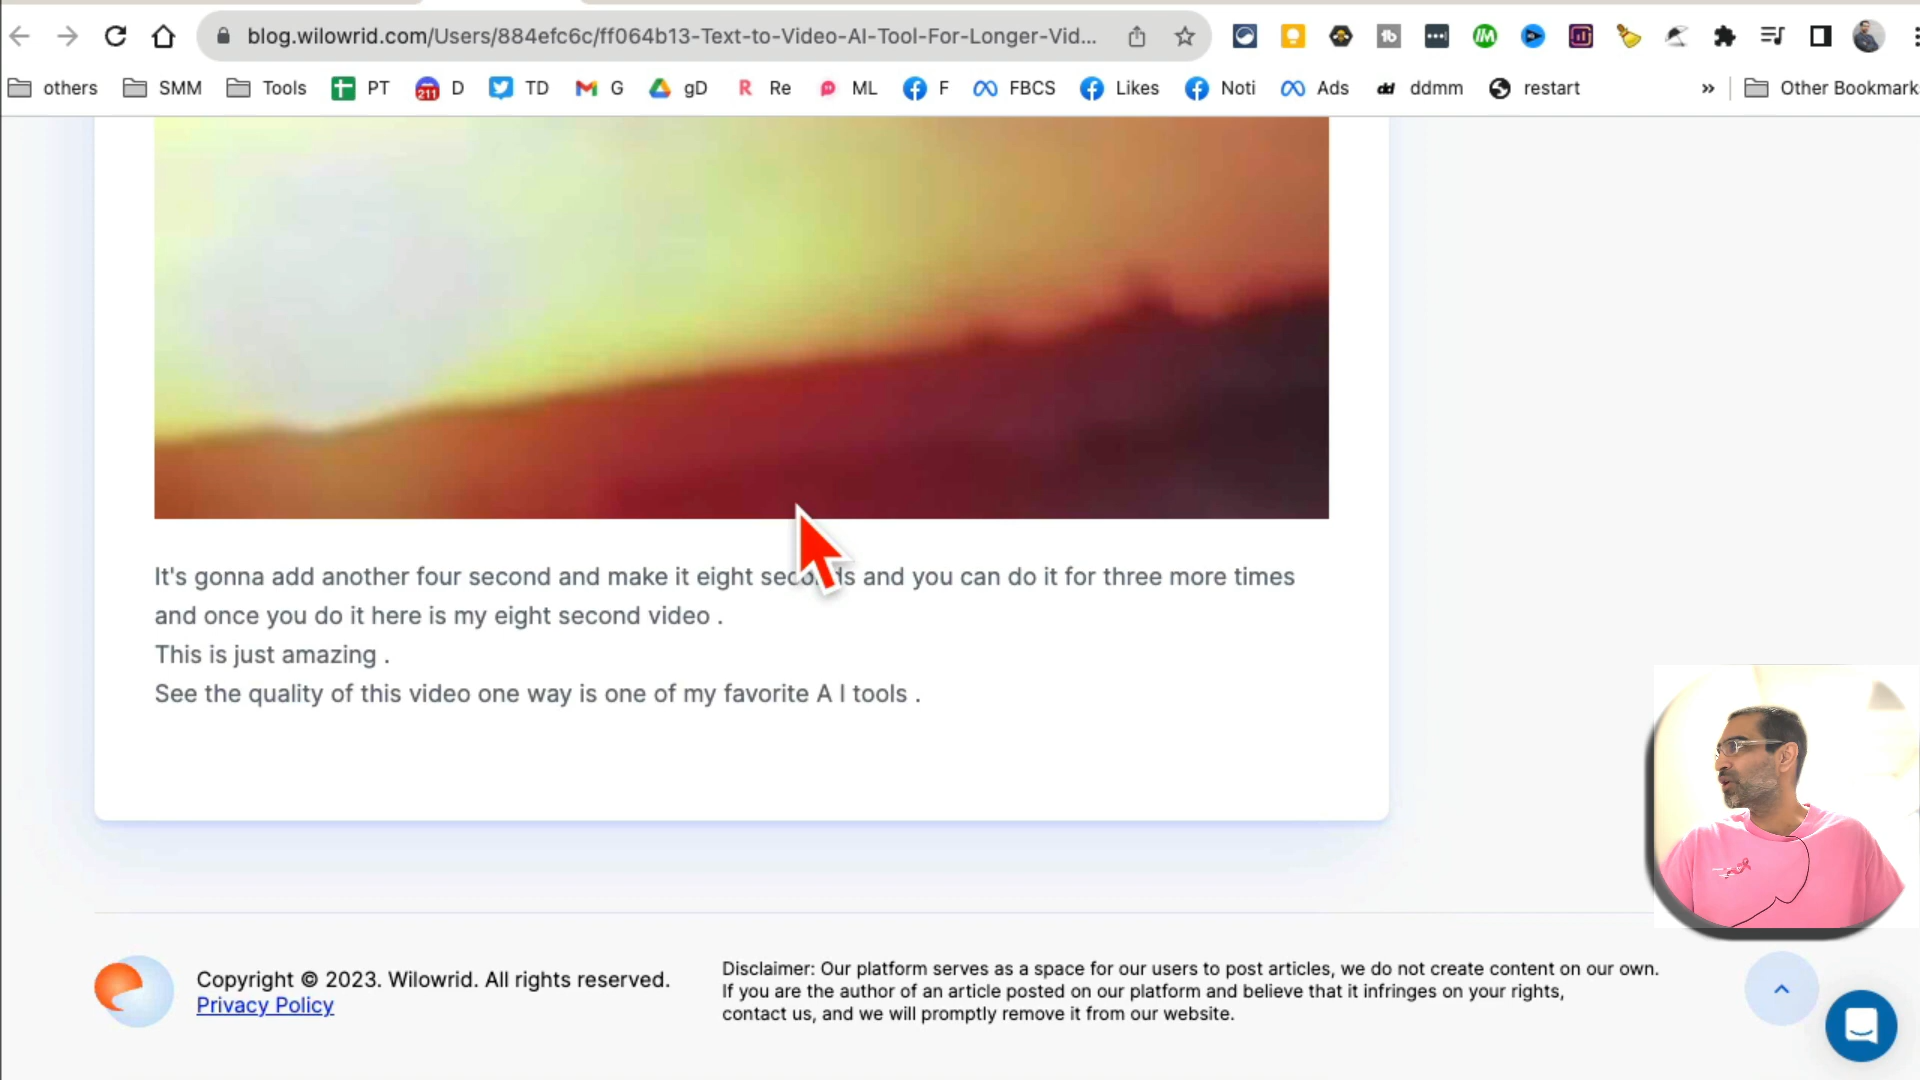 blog.wilowrid.com/Users/884efc6c/ff064b13-Text-to-Video-AI-Tool-For-Longer-Vid...
others SMM Tools PT 211 D TD G gD Re ML F FBCS Likes Noti Ads ddmm restart » Other Bookmark
It's gonna add another four second and make it eight seconds and you can do it for three more times
and once you do it here is my eight second video .
This is just amazing .
See the quality of this video one way is one of my favorite A I tools .
Copyright © 2023. Wilowrid. All rights reserved.
Privacy Policy
Disclaimer: Our platform serves as a space for our users to post articles, we do not create content on our own.
If you are the author of an article posted on our platform and believe that it infringes on your rights,
contact us, and we will promptly remove it from our website.